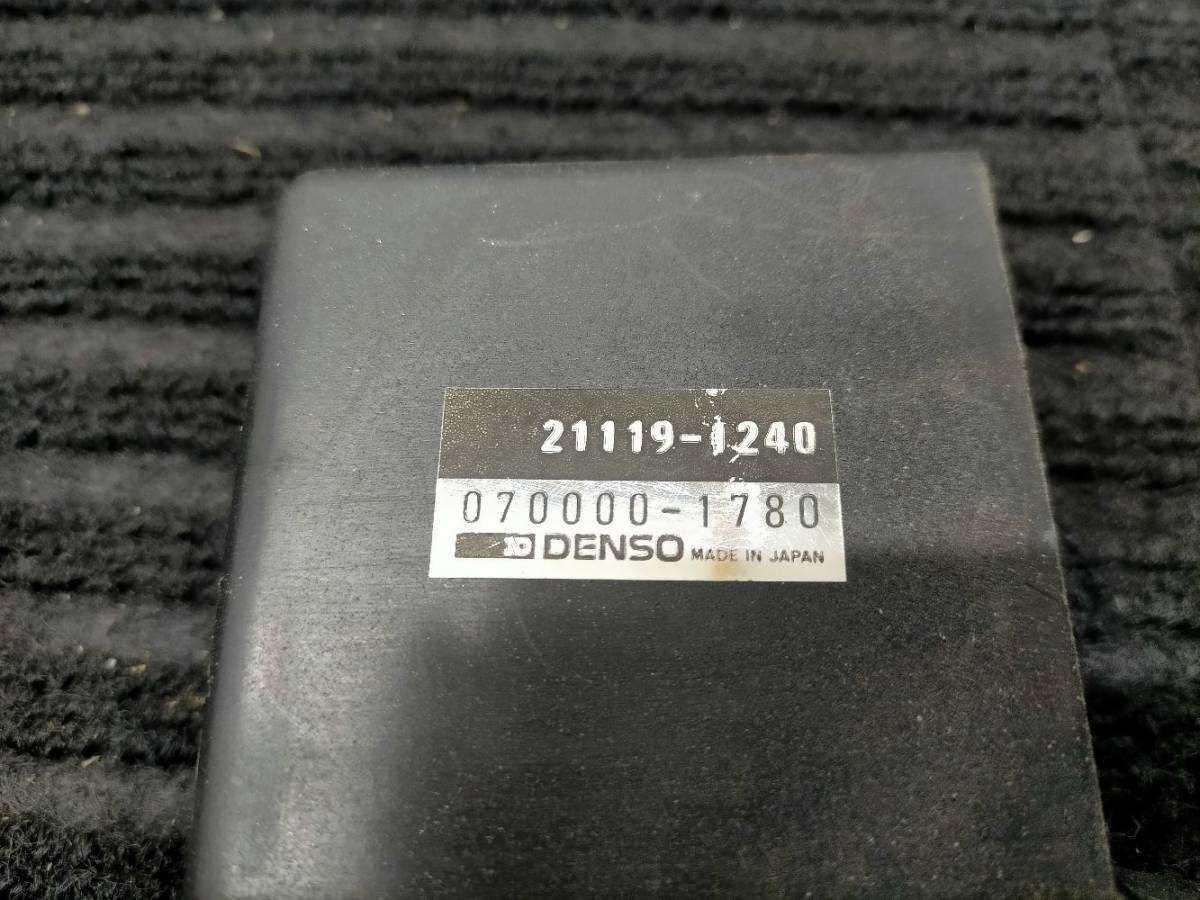 21119-1240
070000-1780
DENSO MADE IN JAPAN